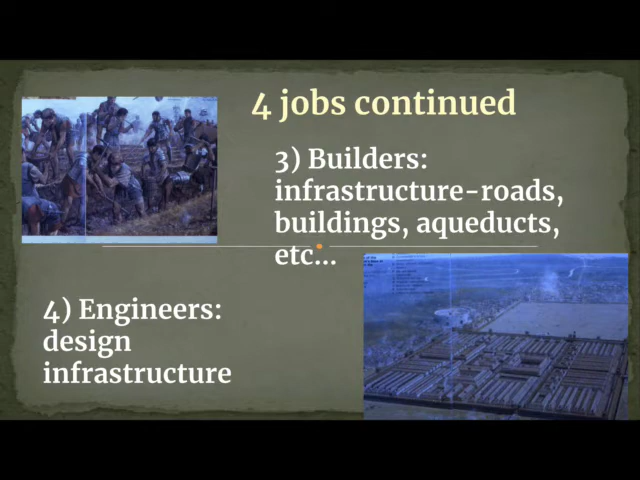 4 jobs continued
3) Builders:
infrastructure-roads,
buildings, aqueducts,
etc...
4) Engineers:
design
infrastructure